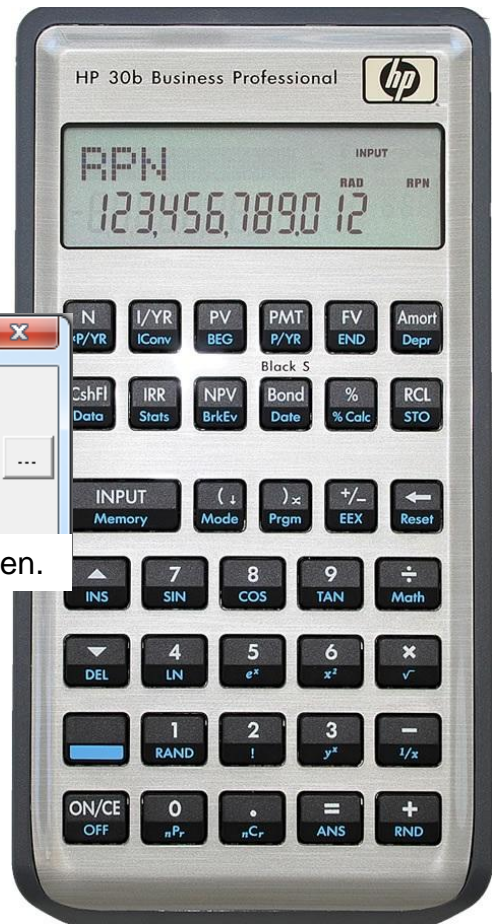 HP 30b Business Professional
hp
RPN INPUT
RAD RPN
123,456,789.012
N I/YR PV PMT FV Amort
xP/YR IConv BEG P/YR END Depr
Black S
CshFl IRR NPV Bond % RCL
Data Stats BrkEv Date %Calc STO
X
...
en.
INPUT (↓ )x +/– ←
Memory Mode Prgm EEX Reset
▲ 7 8 9 ÷
INS SIN COS TAN Math
▼ 4 5 6 ×
DEL LN eˣ x² √
1 2 3 –
RAND ! yˣ 1/x
ON/CE 0 . = +
OFF nPr nCr ANS RND